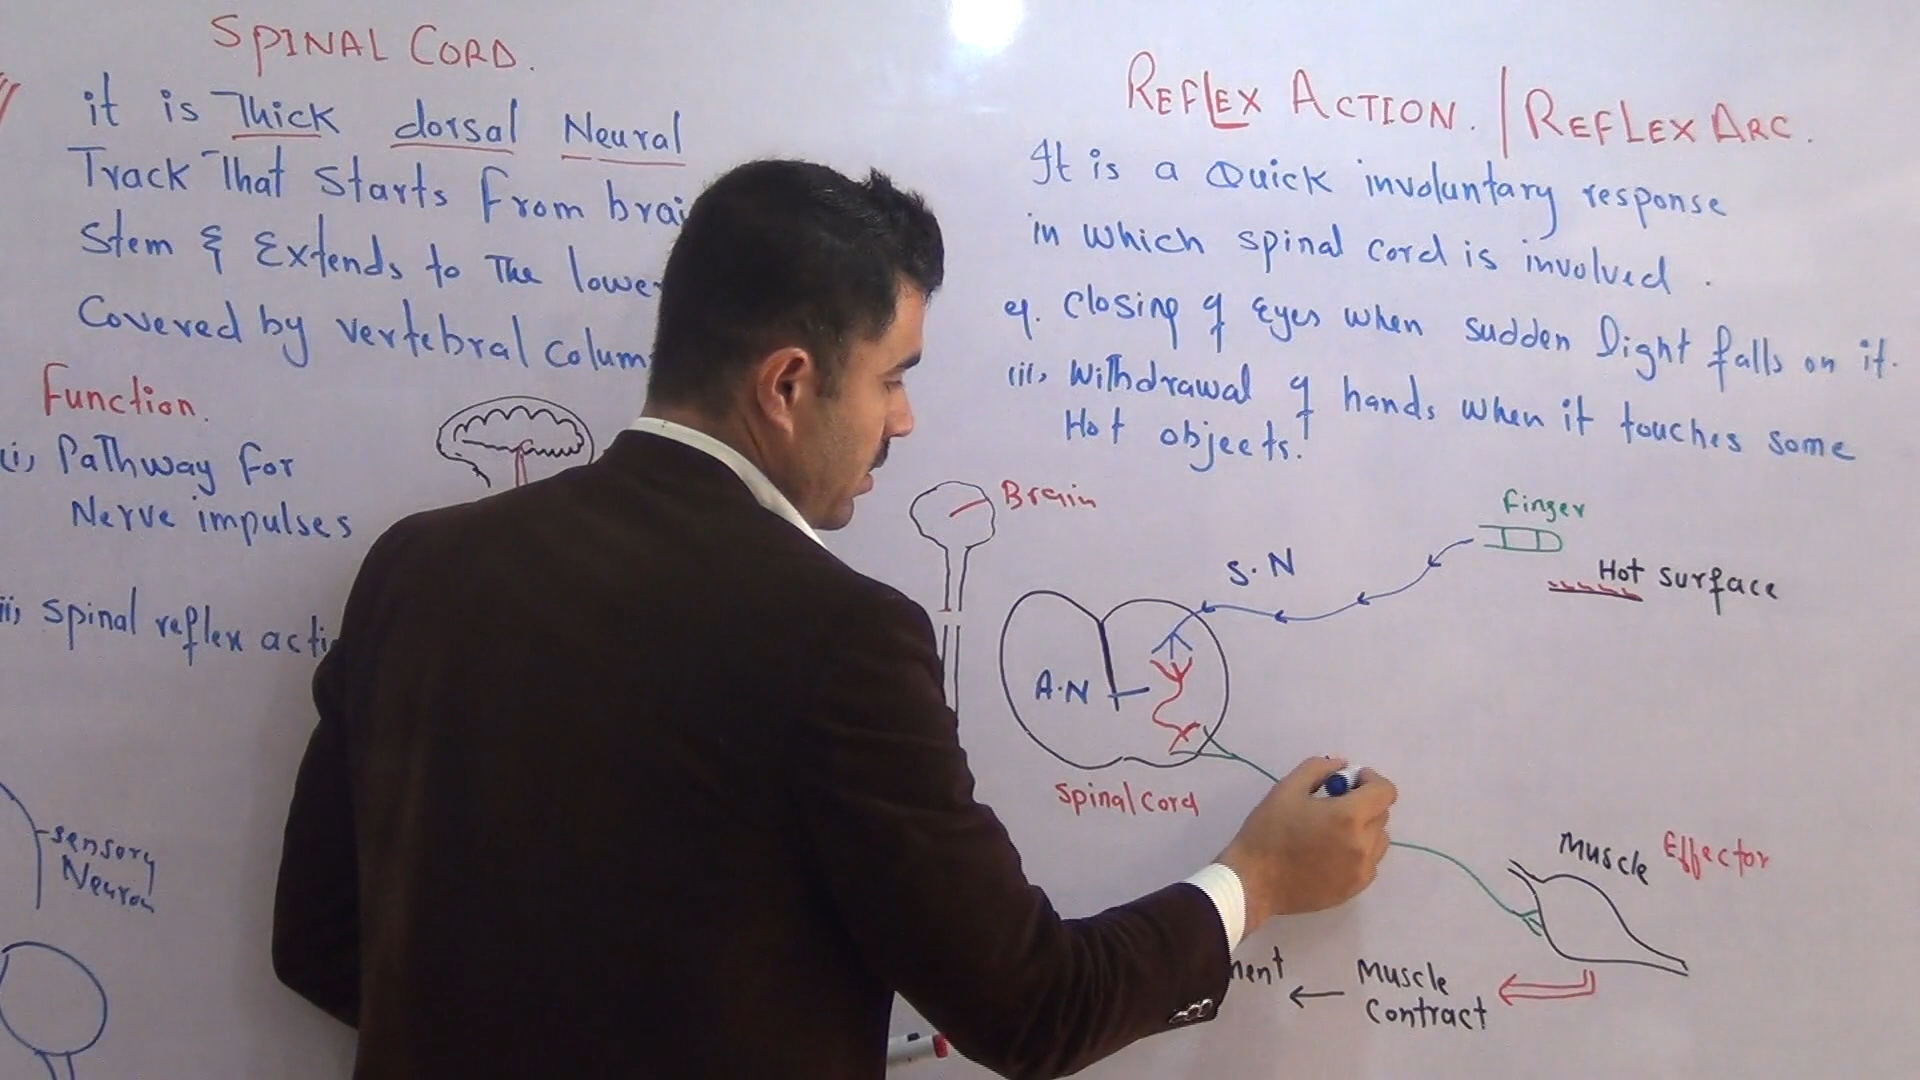 SPINAL CORD.
it is Thick dorsal Neural
Track That Starts From brai
Stem & Extends to The lower
Covered by vertebral Colum
Function.
(i) Pathway for
Nerve impulses
ii, Spinal reflex acti
sensory
Neuron
REFLEX ACTION. / REFLEX ARC.
It is a Quick involuntary response
in which spinal cord is involved.
eg. Closing of Eyes when sudden light falls on it.
(ii, Withdrawal of hands when it touches some
Hot objects.
Brain
Finger
S.N
Hot surface
A.N
Spinal Cord
Muscle Effector
ment ← Muscle
Contract